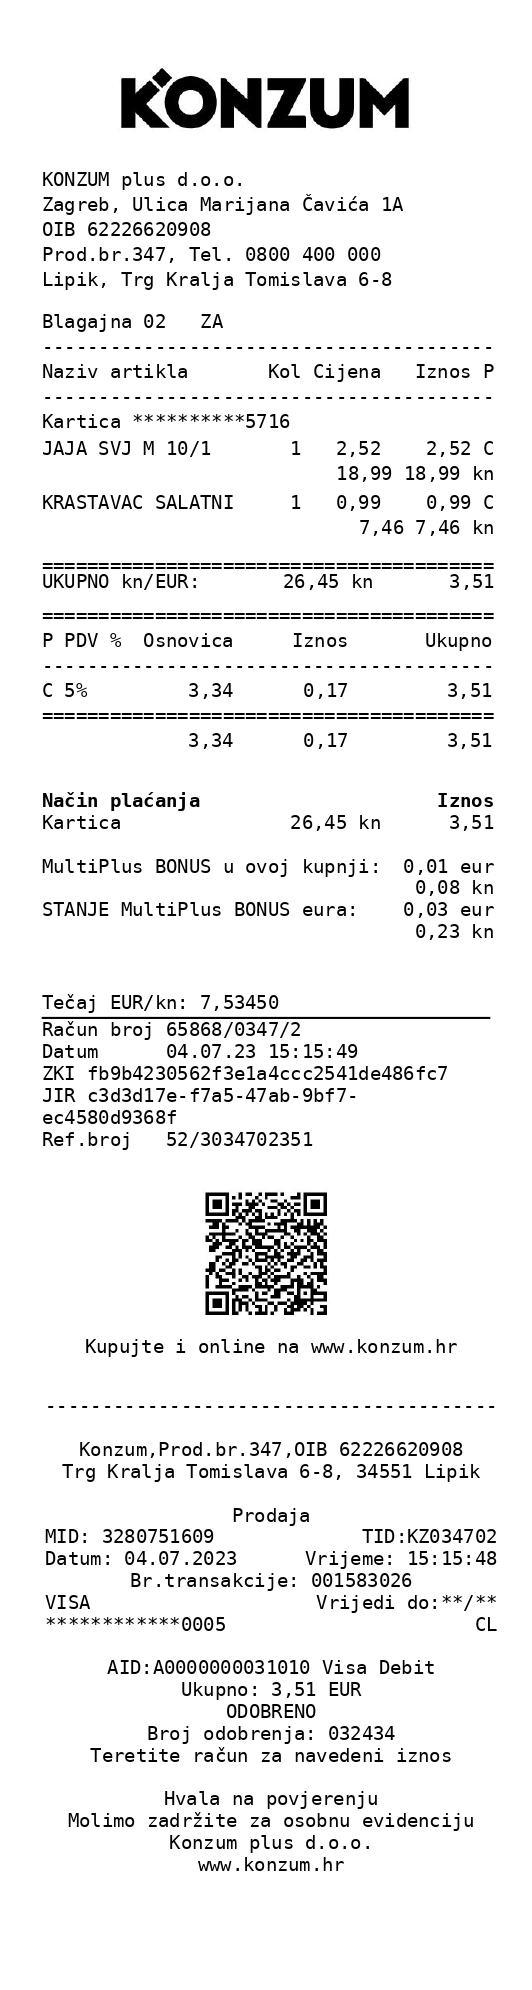 KONZUM
KONZUM plus d.o.o.
Zagreb, Ulica Marijana Čavića 1A
OIB 62226620908
Prod.br.347, Tel. 0800 400 000
Lipik, Trg Kralja Tomislava 6-8
Blagajna 02   ZA
----------------------------------------
Naziv artikla       Kol Cijena   Iznos P
----------------------------------------
Kartica **********5716
JAJA SVJ M 10/1       1   2,52    2,52 C
18,99 18,99 kn
KRASTAVAC SALATNI     1   0,99    0,99 C
7,46 7,46 kn
========================================
UKUPNO kn/EUR:       26,45 kn       3,51
========================================
P PDV %  Osnovica     Iznos       Ukupno
----------------------------------------
C 5%         3,34      0,17         3,51
========================================
3,34      0,17         3,51
Način plaćanja                     Iznos
Kartica               26,45 kn      3,51
MultiPlus BONUS u ovoj kupnji:  0,01 eur
0,08 kn
STANJE MultiPlus BONUS eura:    0,03 eur
0,23 kn
Tečaj EUR/kn: 7,53450
Račun broj 65868/0347/2
Datum      04.07.23 15:15:49
ZKI fb9b4230562f3e1a4ccc2541de486fc7
JIR c3d3d17e-f7a5-47ab-9bf7-
ec4580d9368f
Ref.broj   52/3034702351
Kupujte i online na www.konzum.hr
----------------------------------------
Konzum,Prod.br.347,OIB 62226620908
Trg Kralja Tomislava 6-8, 34551 Lipik
Prodaja
MID: 3280751609             TID:KZ034702
Datum: 04.07.2023      Vrijeme: 15:15:48
Br.transakcije: 001583026
VISA                    Vrijedi do:**/**
************0005                      CL
AID:A0000000031010 Visa Debit
Ukupno: 3,51 EUR
ODOBRENO
Broj odobrenja: 032434
Teretite račun za navedeni iznos
Hvala na povjerenju
Molimo zadržite za osobnu evidenciju
Konzum plus d.o.o.
www.konzum.hr